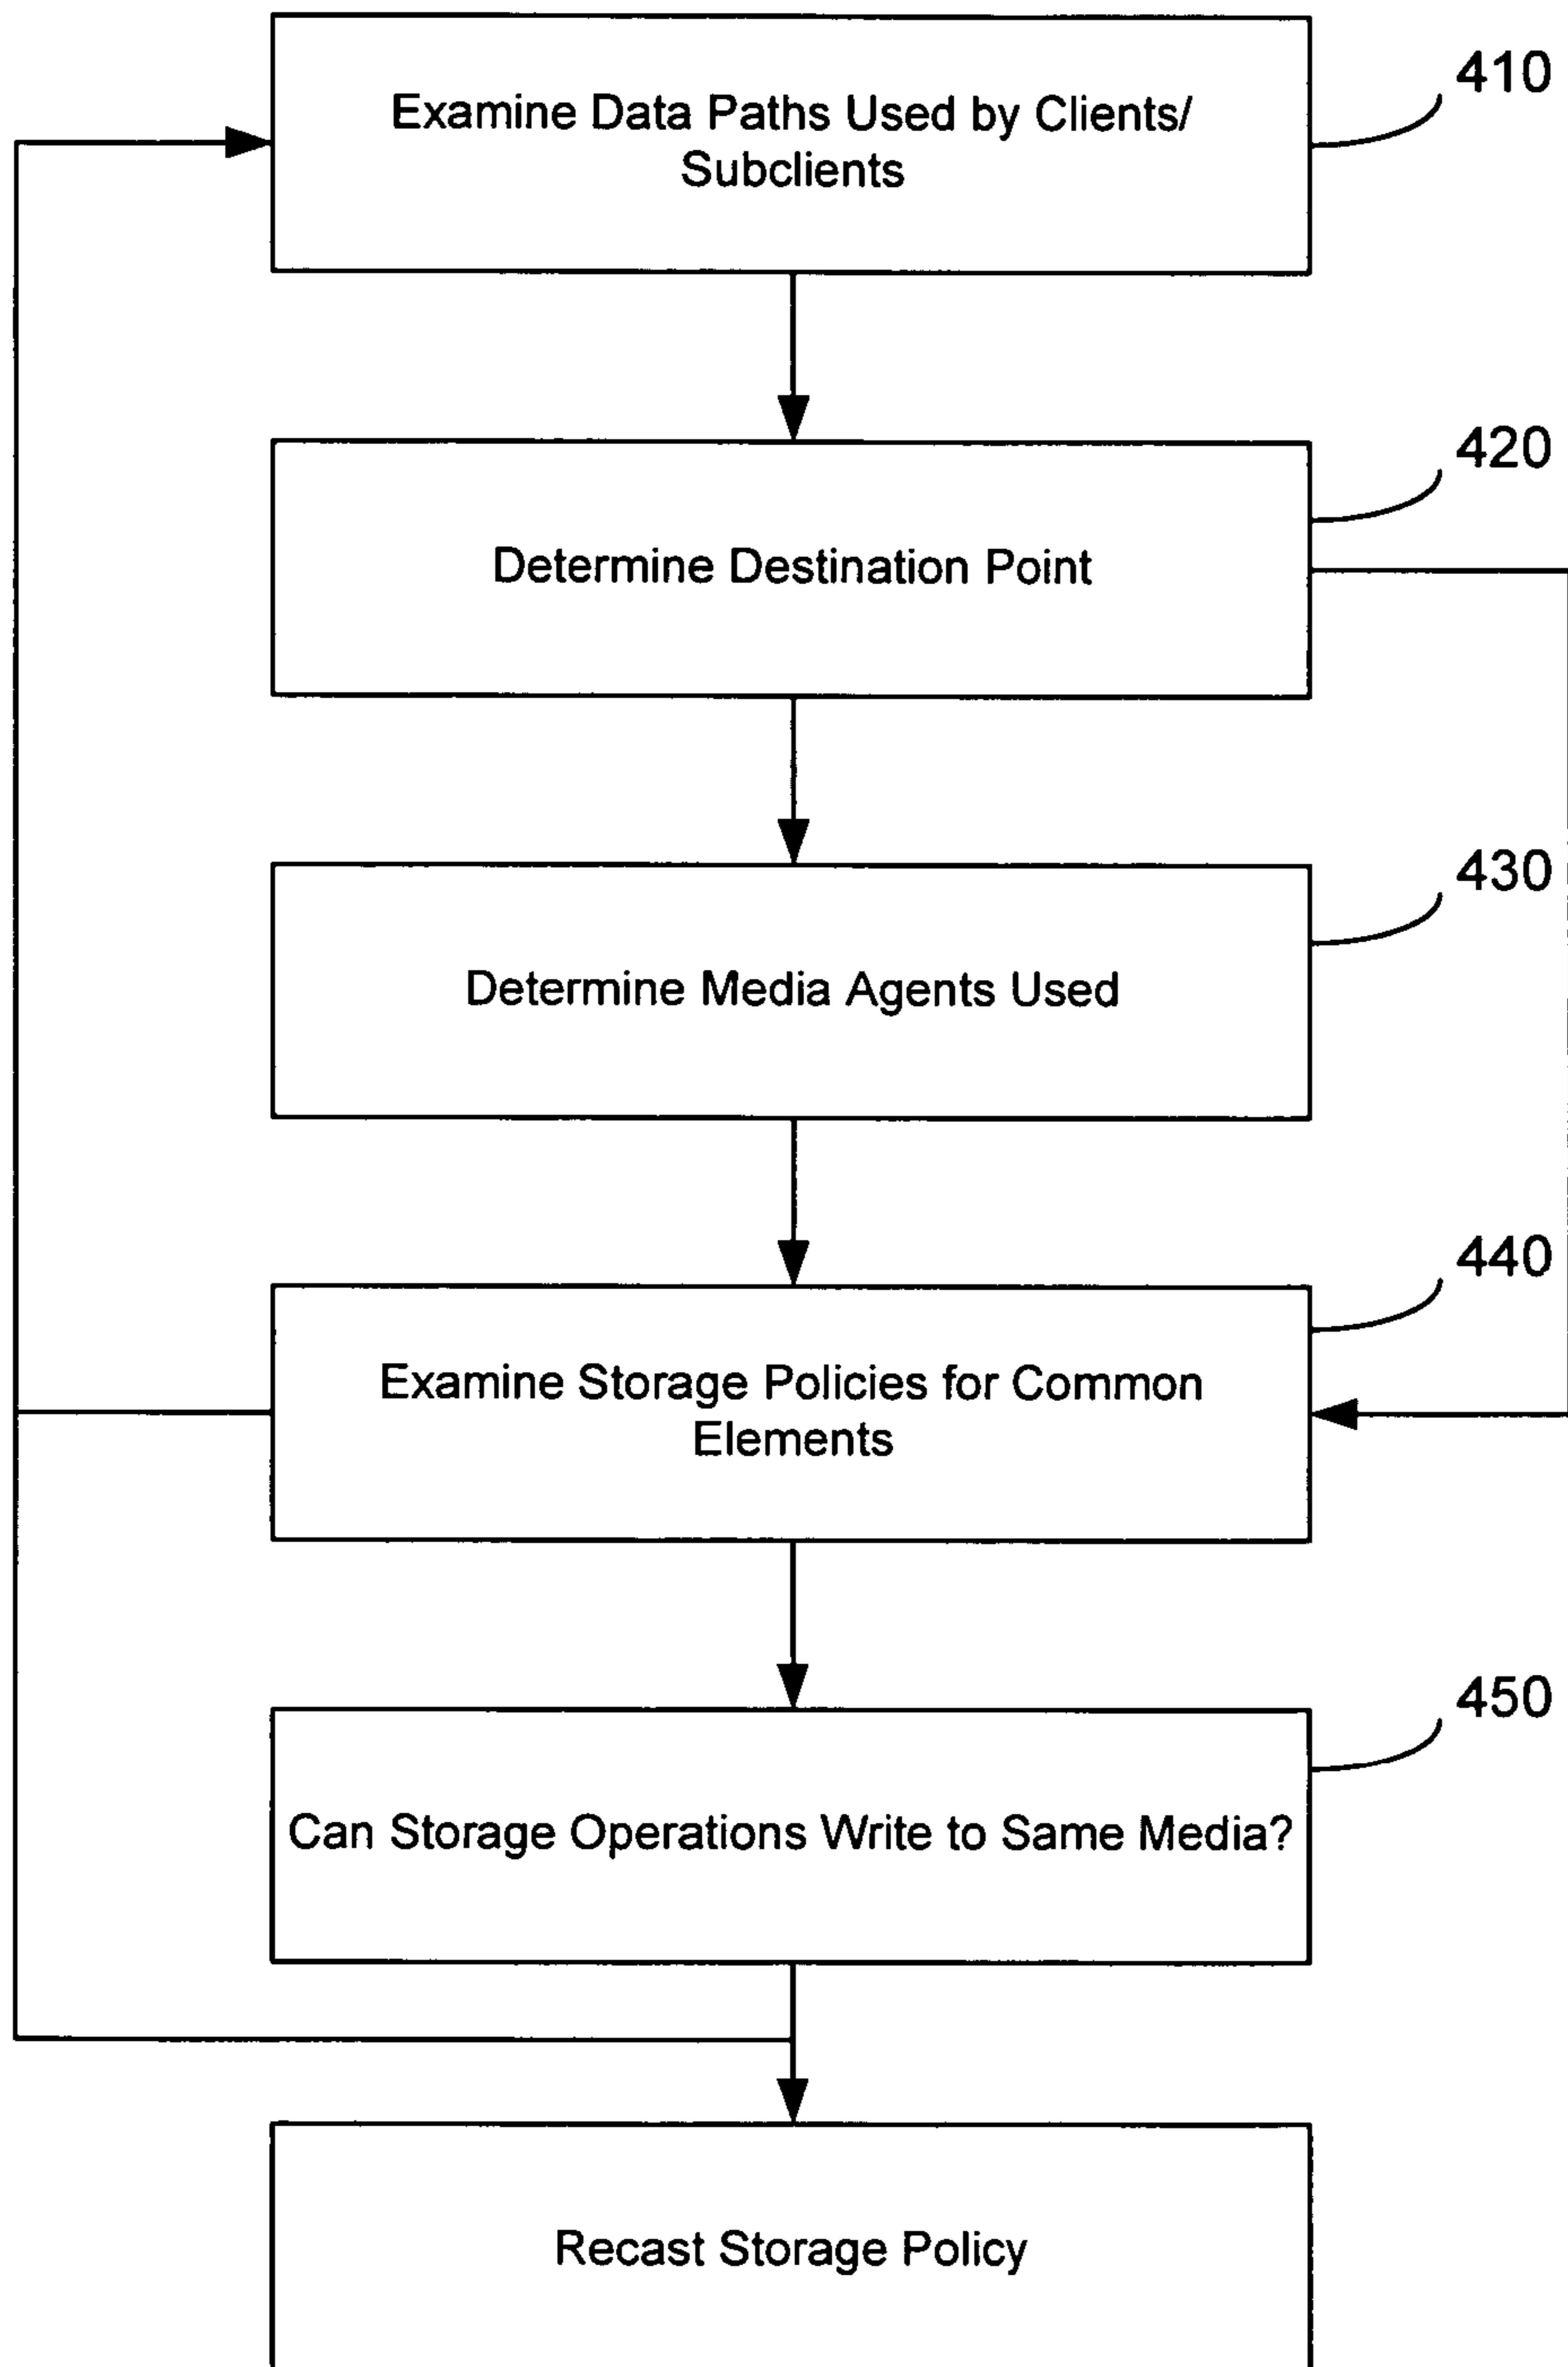 Examine Data Paths Used by Clients/
Subclients
410
Determine Destination Point
420
Determine Media Agents Used
430
Examine Storage Policies for Common
Elements
440
Can Storage Operations Write to Same Media?
450
Recast Storage Policy